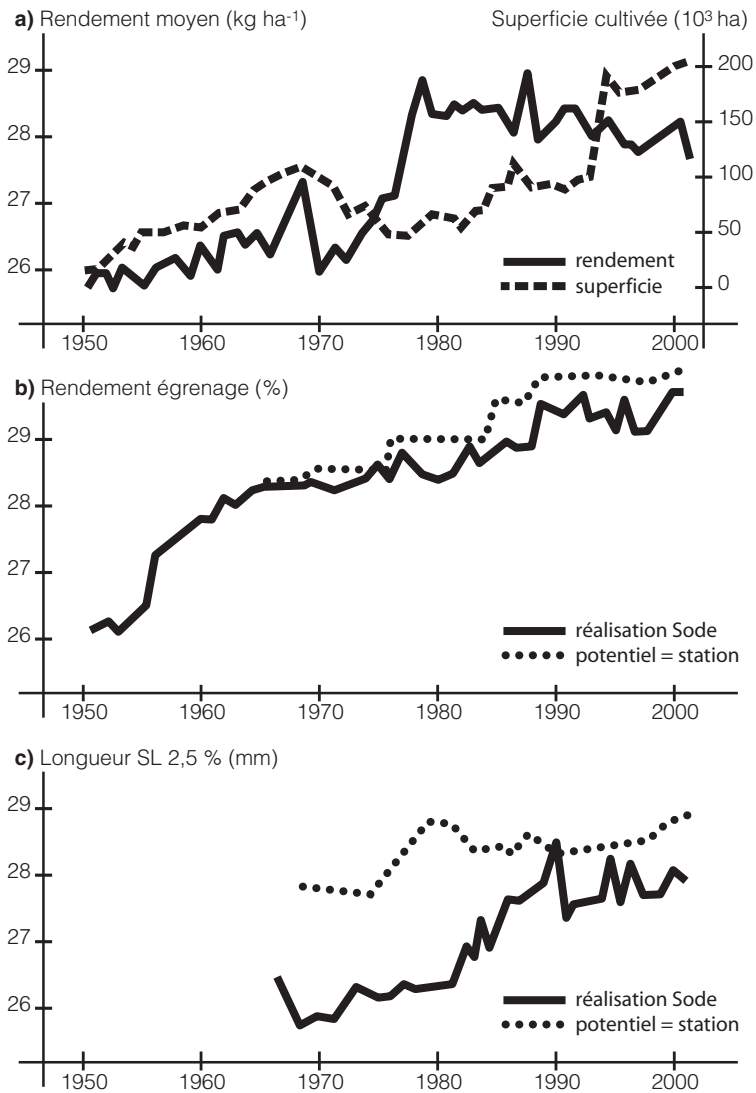 a) Rendement moyen (kg ha-1) Superficie cultivée (10³ ha)
29 200
28 150
27 100
26 50
0
rendement
superficie
1950 1960 1970 1980 1990 2000
b) Rendement égrenage (%)
29
28
27
26
réalisation Sode
potentiel = station
1950 1960 1970 1980 1990 2000
c) Longueur SL 2,5 % (mm)
29
28
27
26
réalisation Sode
potentiel = station
1950 1960 1970 1980 1990 2000